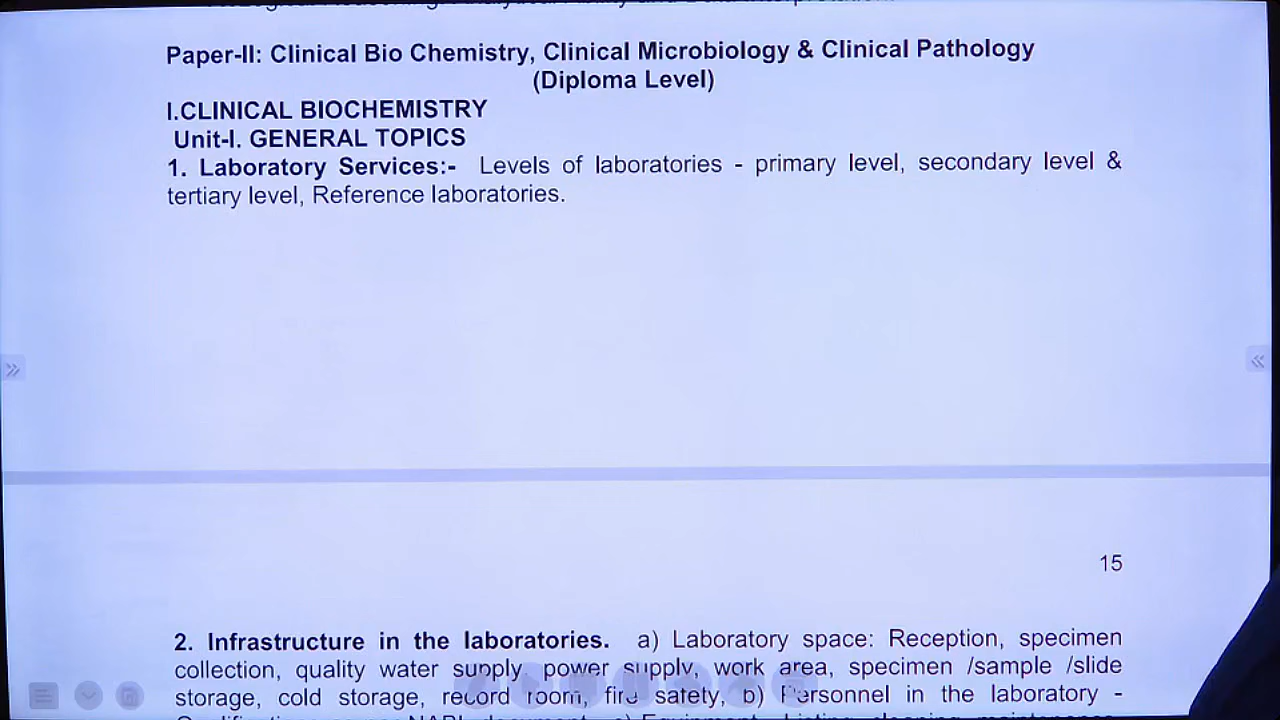 Paper-II: Clinical Bio Chemistry, Clinical Microbiology & Clinical Pathology
(Diploma Level)
I.CLINICAL BIOCHEMISTRY
Unit-I. GENERAL TOPICS
1. Laboratory Services:- Levels of laboratories - primary level, secondary level &
tertiary level, Reference laboratories.
15
2. Infrastructure in the laboratories. a) Laboratory space: Reception, specimen
collection, quality water supply, power supply, work area, specimen /sample /slide
storage, cold storage, record room, fire safety, b) Personnel in the laboratory -